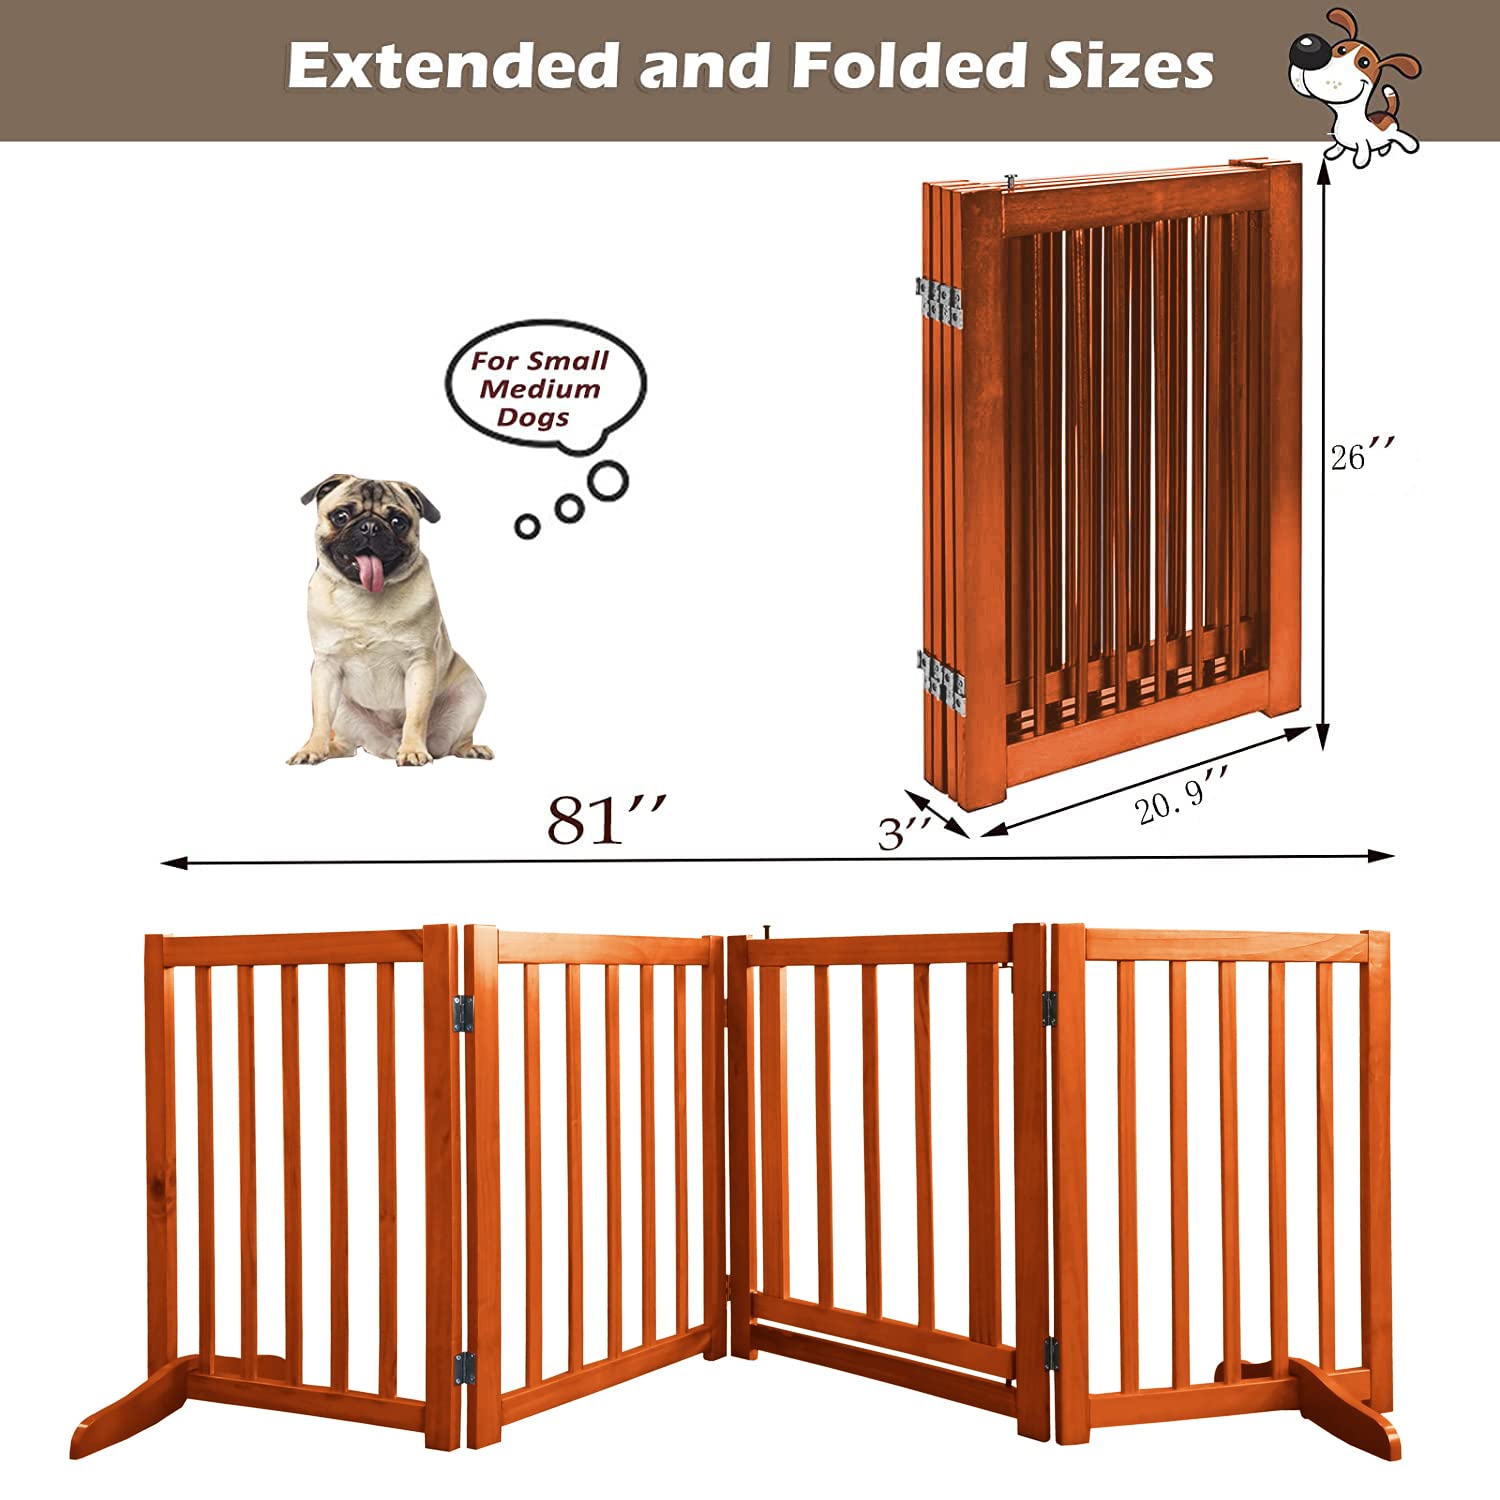 Extended and Folded Sizes
For Small
Medium
Dogs
26′′
20.9′′
3′′
81′′